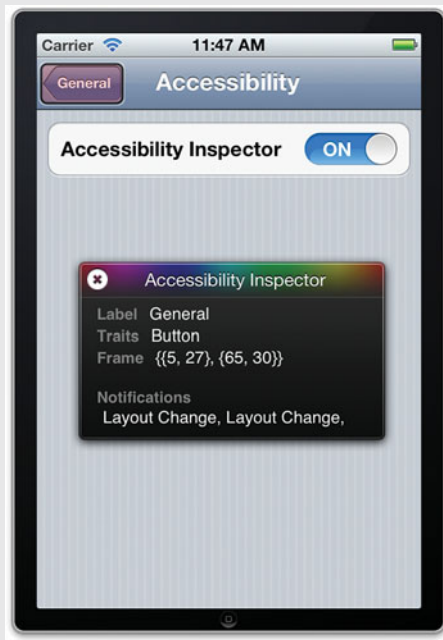 Carrier 11:47 AM
General Accessibility
Accessibility Inspector ON
Accessibility Inspector
Label General
Traits Button
Frame {{5, 27}, {65, 30}}
Notifications
Layout Change, Layout Change,